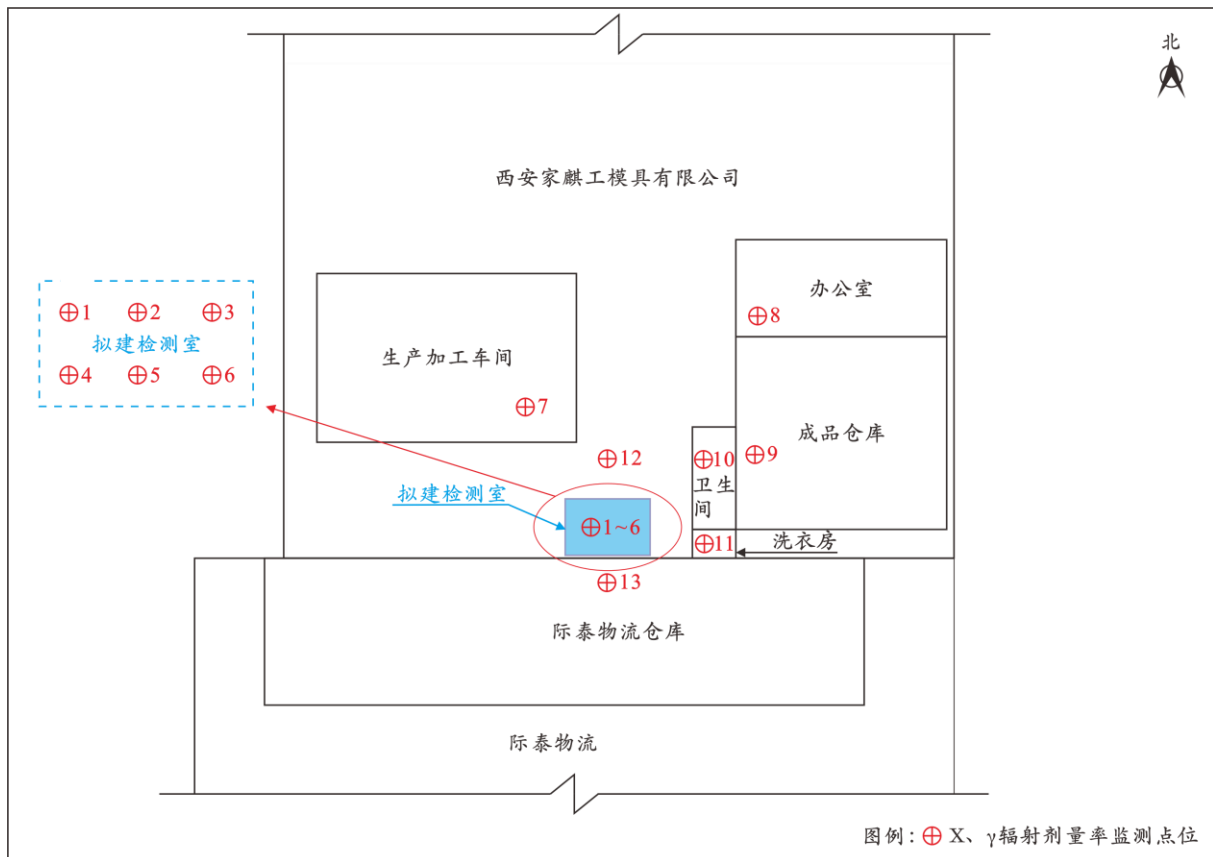 北
西安家麒工模具有限公司
办公室
⊕8
⊕1 ⊕2 ⊕3
拟建检测室
⊕4 ⊕5 ⊕6
生产加工车间
⊕7
成品仓库
⊕9
⊕10
卫生
间
⊕12
拟建检测室
⊕1~6
⊕11
洗衣房
⊕13
际泰物流仓库
际泰物流
图例：⊕ X、γ辐射剂量率监测点位